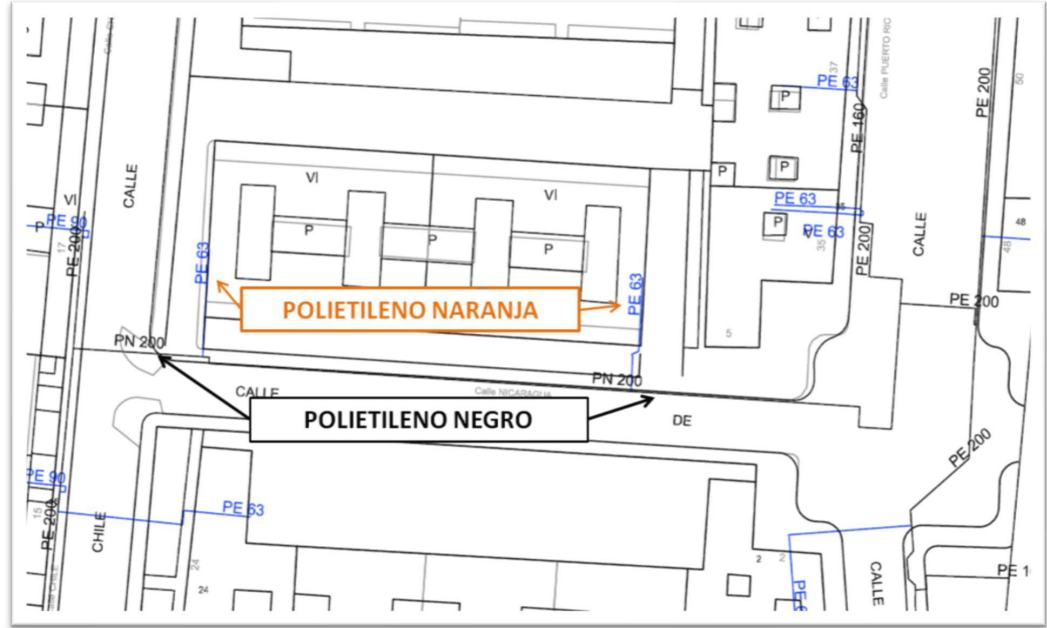 Calle PUERTO RIC
37
PE 63
P
PE 160
PE 200
50
CALLE
P
P
VI
VI
VI
PE 63
P
PE 90
17
PE 200
P
P
P
P
PE 63
35
PE 200
CALLE
48
48
PE 63
PE 63
POLIETILENO NARANJA
PE 200
5
PN 200
PN 200
CALLE
Calle NICARAGUA
POLIETILENO NEGRO
DE
PE 200
PE 90
15
PE 200
CHILE
PE 63
24
24
2
2
CALLE
PE 1